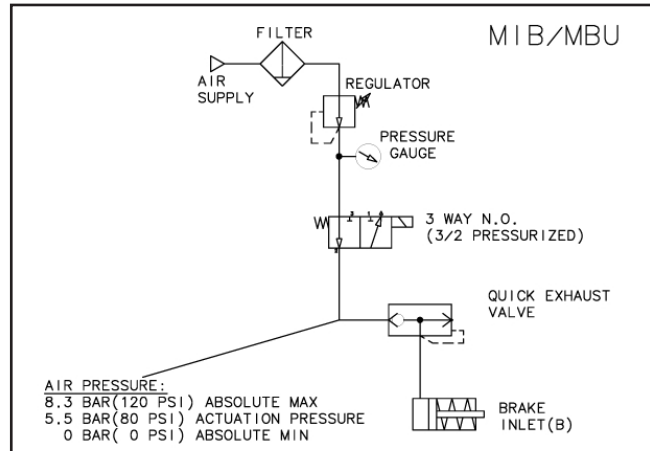 MIB/MBU
FILTER
AIR
SUPPLY
REGULATOR
PRESSURE
GAUGE
3 WAY N.O.
(3/2 PRESSURIZED)
QUICK EXHAUST
VALVE
AIR PRESSURE:
8.3 BAR(120 PSI) ABSOLUTE MAX
5.5 BAR(80 PSI) ACTUATION PRESSURE
0 BAR( 0 PSI) ABSOLUTE MIN
BRAKE
INLET(B)